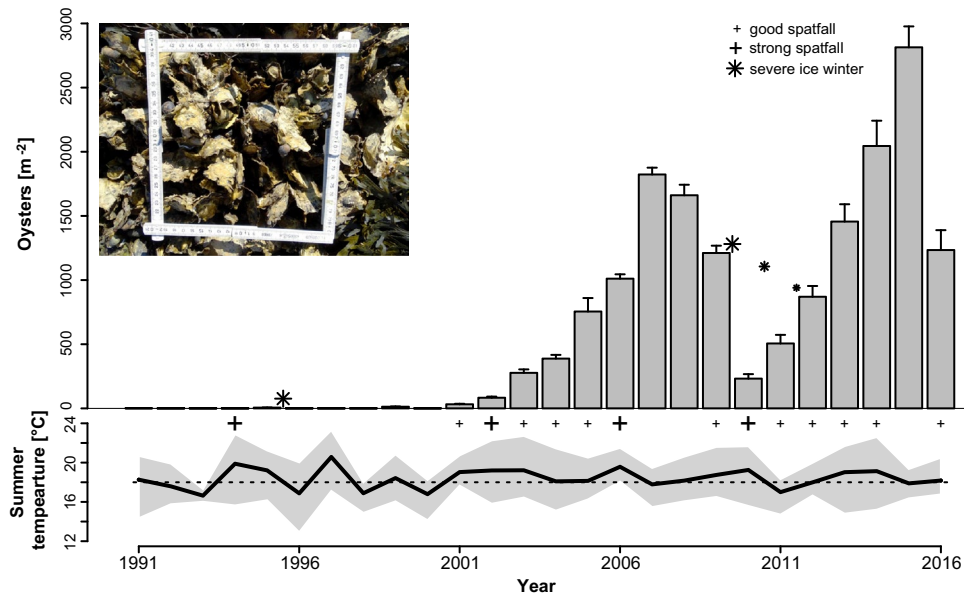 + good spatfall
+ strong spatfall
* severe ice winter
Oysters [m⁻²]
3000
2500
2000
1500
1000
500
0
Summer
tempearture [°C]
24
20
16
12
1991 1996 2001 2006 2011 2016
Year